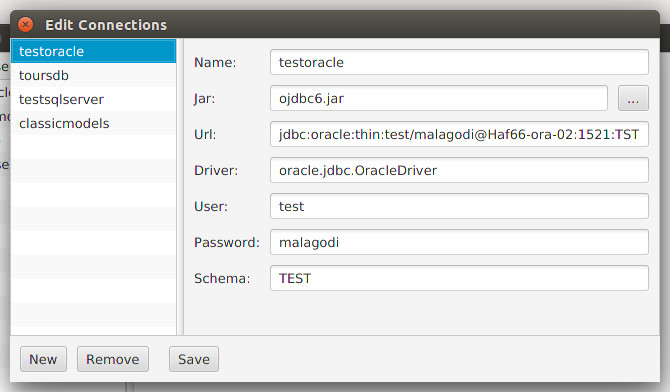 Edit Connections
testoracle
toursdb
testsqlserver
classicmodels
Name: testoracle
Jar: ojdbc6.jar ...
Url: jdbc:oracle:thin:test/malagodi@Haf66-ora-02:1521:TST
Driver: oracle.jdbc.OracleDriver
User: test
Password: malagodi
Schema: TEST
New Remove Save